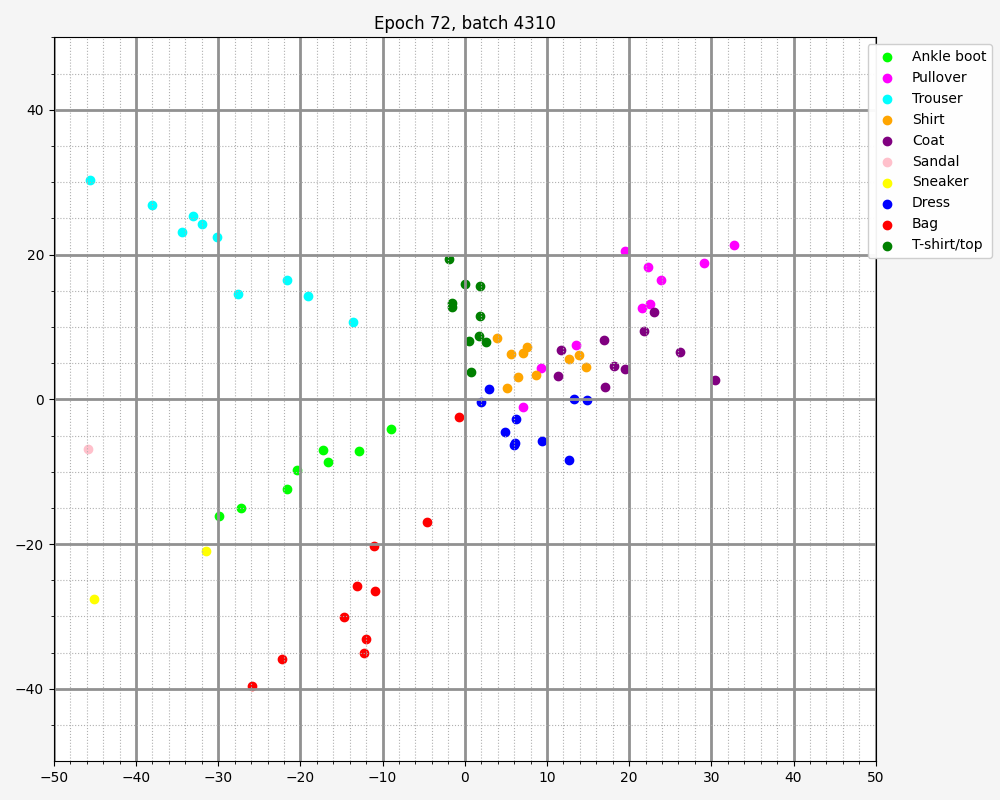 Epoch 72, batch 4310
Ankle boot
Pullover
Trouser
Shirt
Coat
Sandal
Sneaker
Dress
Bag
T-shirt/top
40
20
0
−20
−40
−50 −40 −30 −20 −10 0 10 20 30 40 50